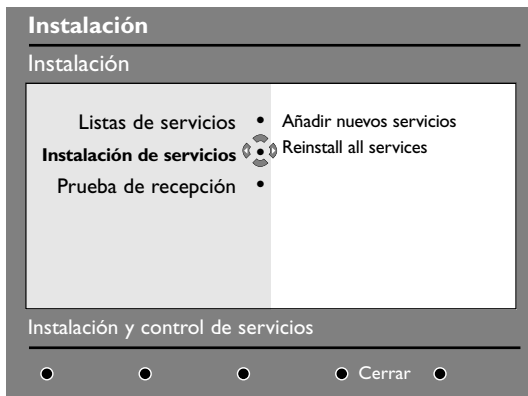 Instalación
Instalación
Listas de servicios
Añadir nuevos servicios
Instalación de servicios
Reinstall all services
Prueba de recepción
Instalación y control de servicios
Cerrar